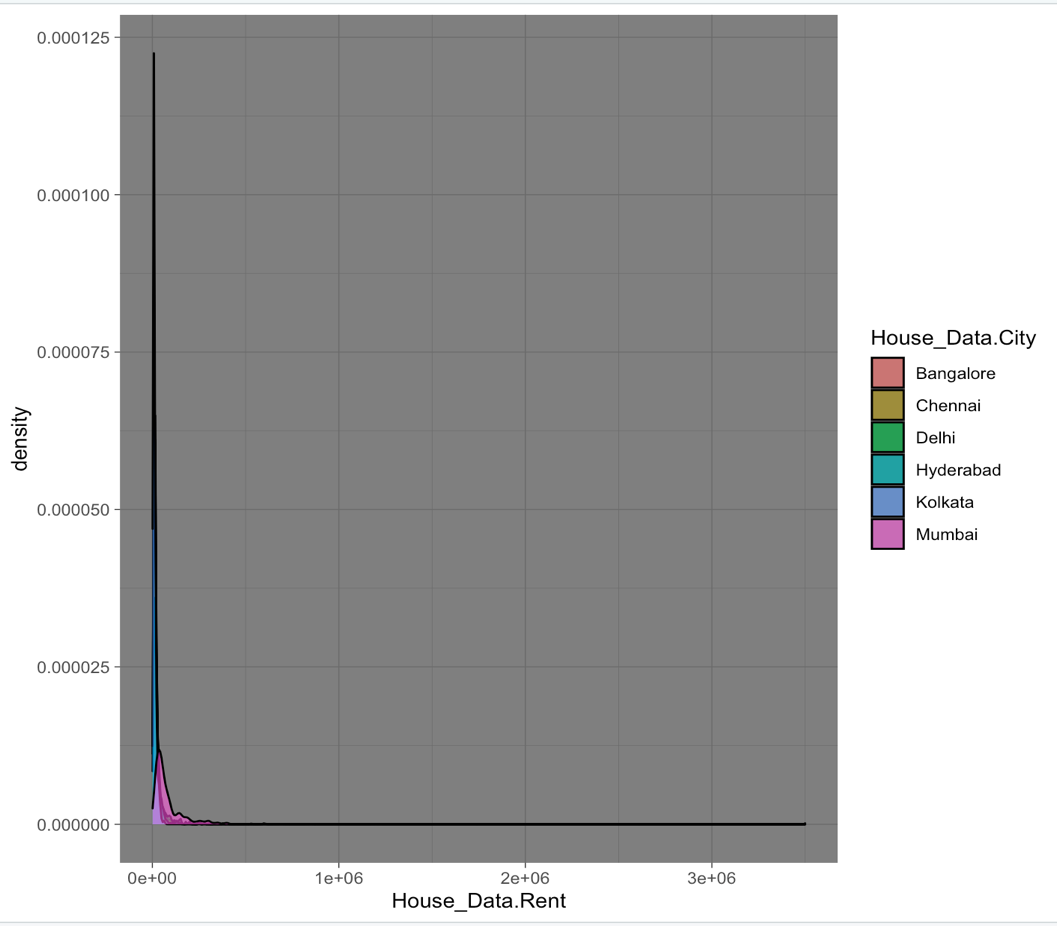 0.000125
0.000100
0.000075
0.000050
0.000025
0.000000
density
0e+00 1e+06 2e+06 3e+06
House_Data.Rent
House_Data.City
Bangalore
Chennai
Delhi
Hyderabad
Kolkata
Mumbai